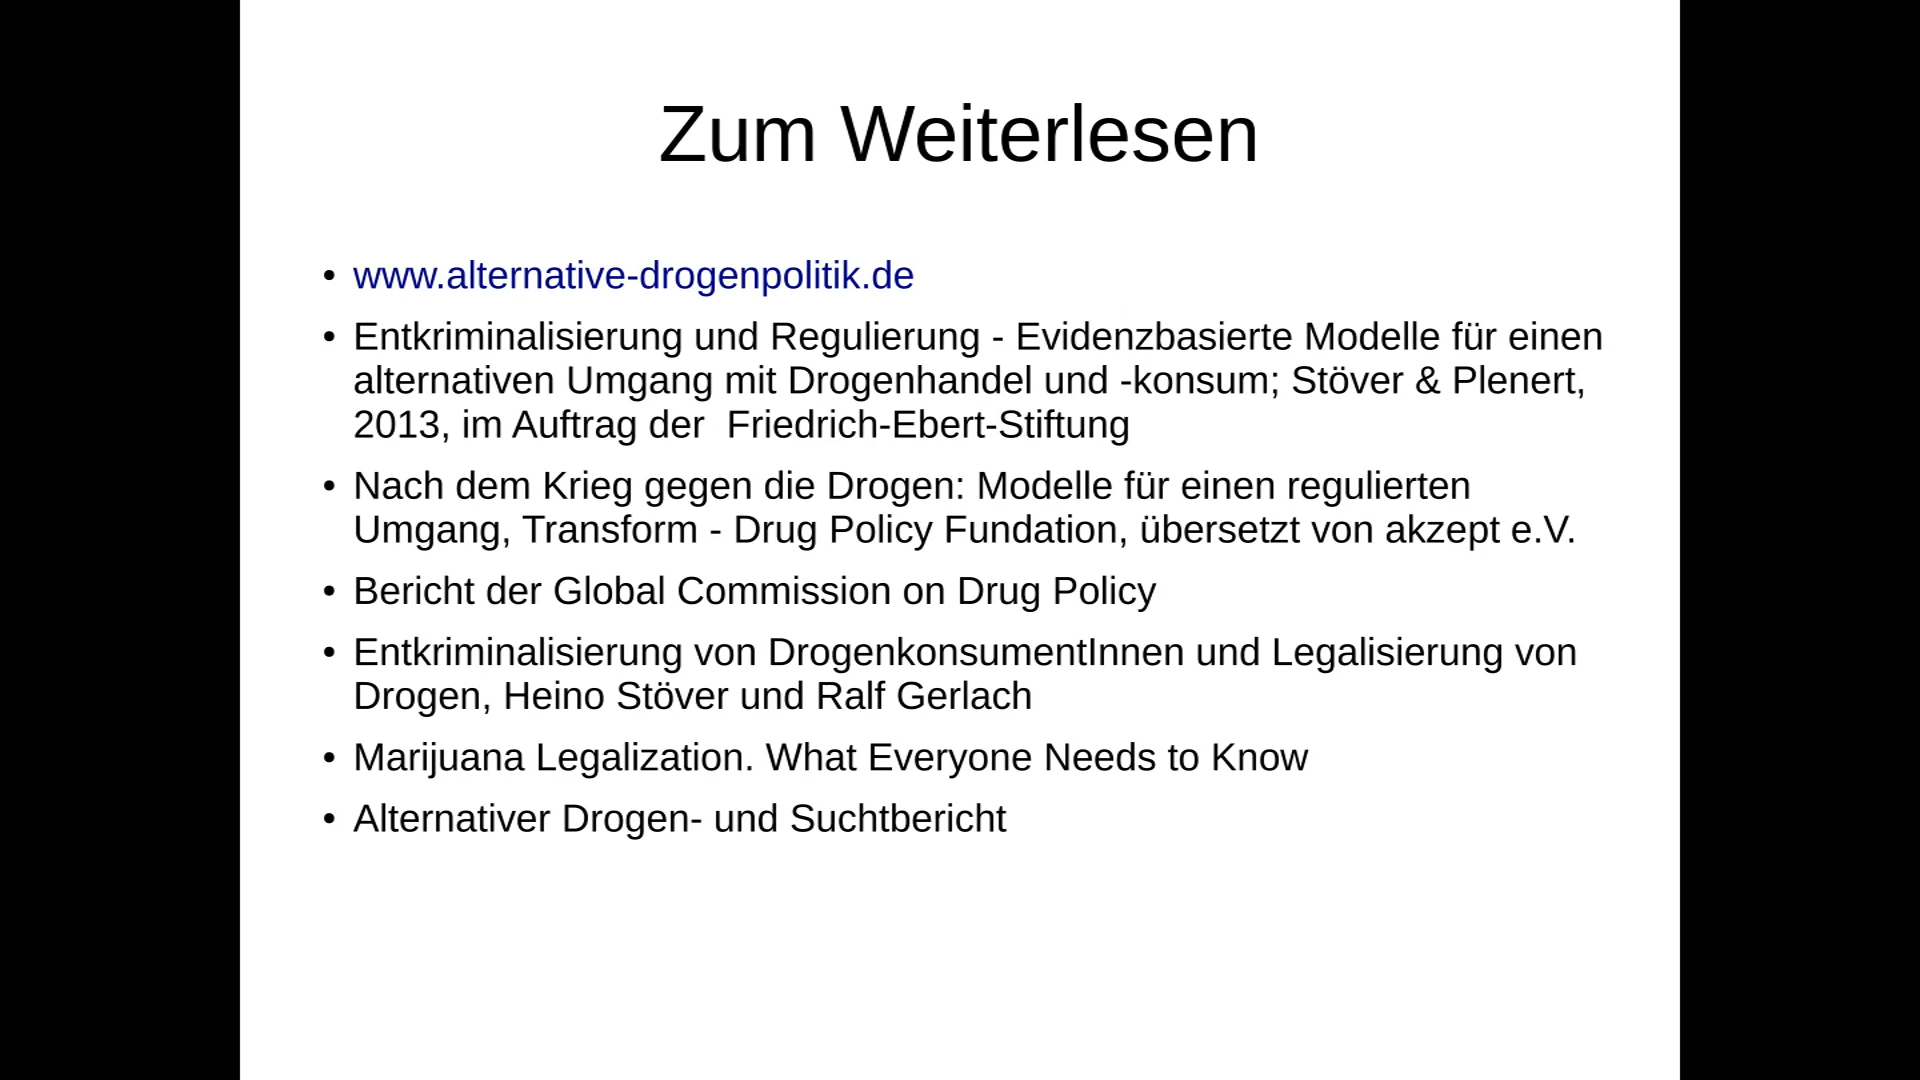 Zum Weiterlesen
• www.alternative-drogenpolitik.de
• Entkriminalisierung und Regulierung - Evidenzbasierte Modelle für einen
alternativen Umgang mit Drogenhandel und -konsum; Stöver & Plenert,
2013, im Auftrag der  Friedrich-Ebert-Stiftung
• Nach dem Krieg gegen die Drogen: Modelle für einen regulierten
Umgang, Transform - Drug Policy Fundation, übersetzt von akzept e.V.
• Bericht der Global Commission on Drug Policy
• Entkriminalisierung von DrogenkonsumentInnen und Legalisierung von
Drogen, Heino Stöver und Ralf Gerlach
• Marijuana Legalization. What Everyone Needs to Know
• Alternativer Drogen- und Suchtbericht